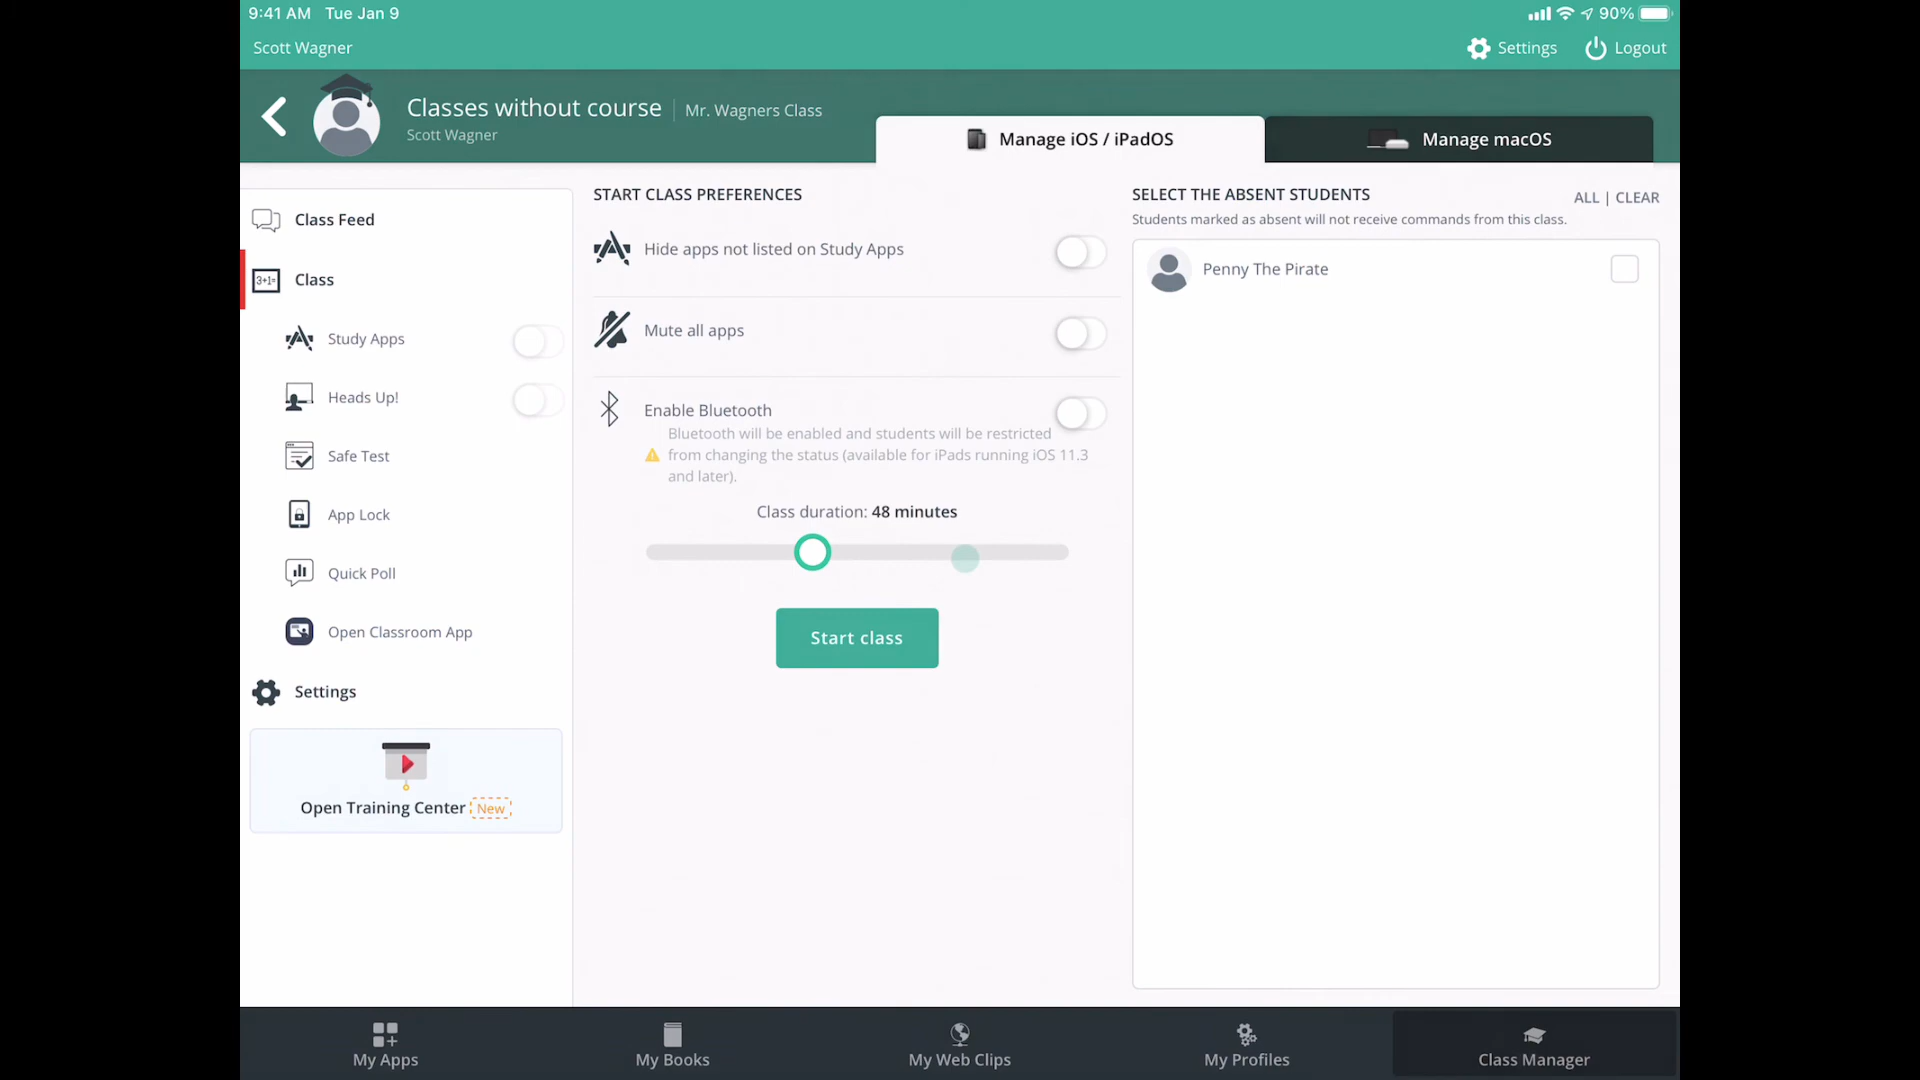 9:41 AM Tue Jan 9
90%
Scott Wagner
Settings
Logout
Classes without course | Mr. Wagners Class
Scott Wagner
Manage iOS / iPadOS
Manage macOS
Class Feed
3+1=
Class
Study Apps
Heads Up!
Safe Test
App Lock
Quick Poll
Open Classroom App
Settings
Open Training Center New
START CLASS PREFERENCES
Hide apps not listed on Study Apps
Mute all apps
Enable Bluetooth
Bluetooth will be enabled and students will be restricted
from changing the status (available for iPads running iOS 11.3
and later).
Class duration: 48 minutes
Start class
SELECT THE ABSENT STUDENTS
ALL | CLEAR
Students marked as absent will not receive commands from this class.
Penny The Pirate
My Apps
My Books
My Web Clips
My Profiles
Class Manager